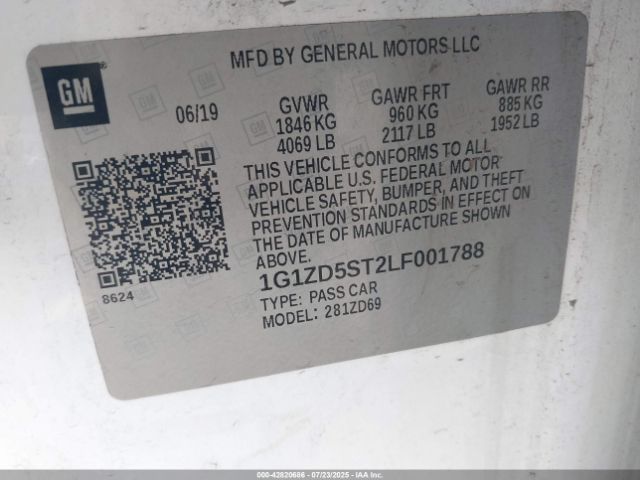 GM
MFD BY GENERAL MOTORS LLC
06/19
GVWR
1846 KG
4069 LB
GAWR FRT
960 KG
2117 LB
GAWR RR
885 KG
1952 LB
THIS VEHICLE CONFORMS TO ALL
APPLICABLE U.S. FEDERAL MOTOR
VEHICLE SAFETY, BUMPER, AND THEFT
PREVENTION STANDARDS IN EFFECT ON
THE DATE OF MANUFACTURE SHOWN
ABOVE.
8624
1G1ZD5ST2LF001788
TYPE: PASS CAR
MODEL: 281ZD69
000-42820686 - 07/23/2025 - COPYRIGHT IAA